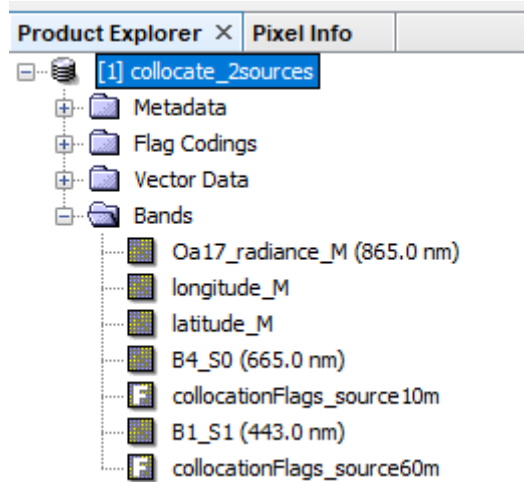 Product Explorer × Pixel Info
[1] collocate_2sources
Metadata
Flag Codings
Vector Data
Bands
Oa17_radiance_M (865.0 nm)
longitude_M
latitude_M
B4_S0 (665.0 nm)
collocationFlags_source10m
B1_S1 (443.0 nm)
collocationFlags_source60m